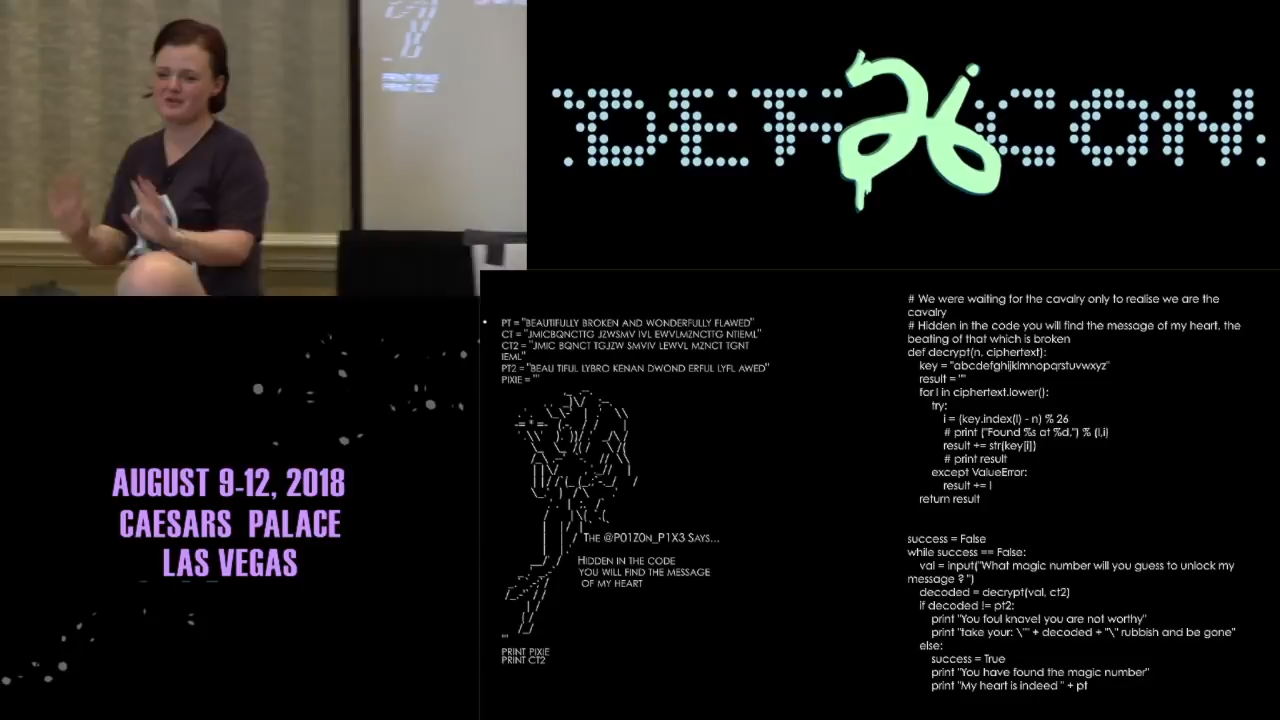 PRINT PIXIE
PRINT CT2
DEF 26 CON.
AUGUST 9-12, 2018
CAESARS PALACE
LAS VEGAS
PT = "BEAUTIFULLY BROKEN AND WONDERFULLY FLAWED"
CT = "JMICBQNCTTG JZWSMV IVL EWVLMZNCTTG NTIEML"
CT2 = "JMIC BQNCT TGJZW SMVIV LEWVL MZNCT TGNT
IEML"
PT2 = "BEAU TIFUL LYBRO KENAN DWOND ERFUL LYFL AWED"
PIXIE = '''
THE @P01Z0N_P1X3 SAYS...
HIDDEN IN THE CODE
YOU WILL FIND THE MESSAGE
OF MY HEART
'''
PRINT PIXIE
PRINT CT2
# We were waiting for the cavalry only to realise we are the
cavalry
# Hidden in the code you will find the message of my heart, the
beating of that which is broken
def decrypt(n, ciphertext):
key = "abcdefghijklmnopqrstuvwxyz"
result = ""
for l in ciphertext.lower():
try:
i = (key.index(l) - n) % 26
# print ("Found %s at %d,") % (l,i)
result += str(key[i])
# print result
except ValueError:
result += l
return result
success = False
while success == False:
val = input("What magic number will you guess to unlock my
message ? ")
decoded = decrypt(val, ct2)
if decoded != pt2:
print "You foul knave! you are not worthy"
print "take your: \"" + decoded + "\" rubbish and be gone"
else:
success = True
print "You have found the magic number"
print "My heart is indeed " + pt